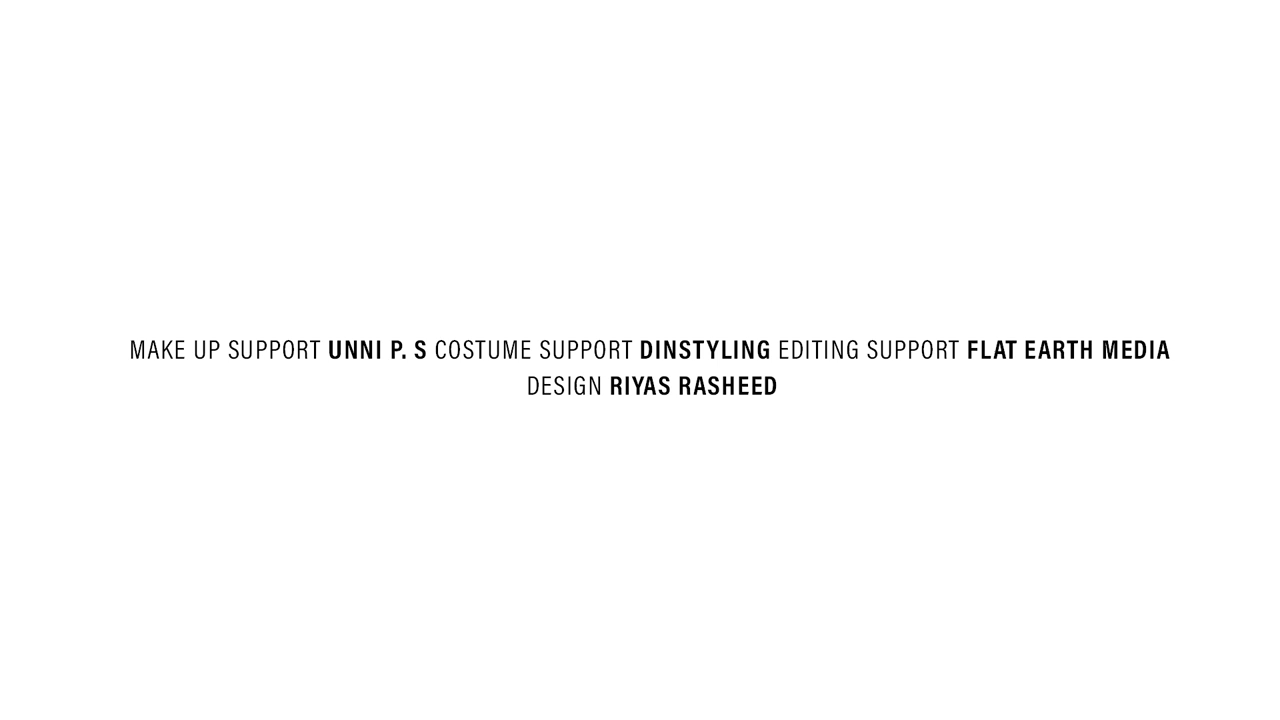 MAKE UP SUPPORT UNNI P. S COSTUME SUPPORT DINSTYLING EDITING SUPPORT FLAT EARTH MEDIA
DESIGN RIYAS RASHEED